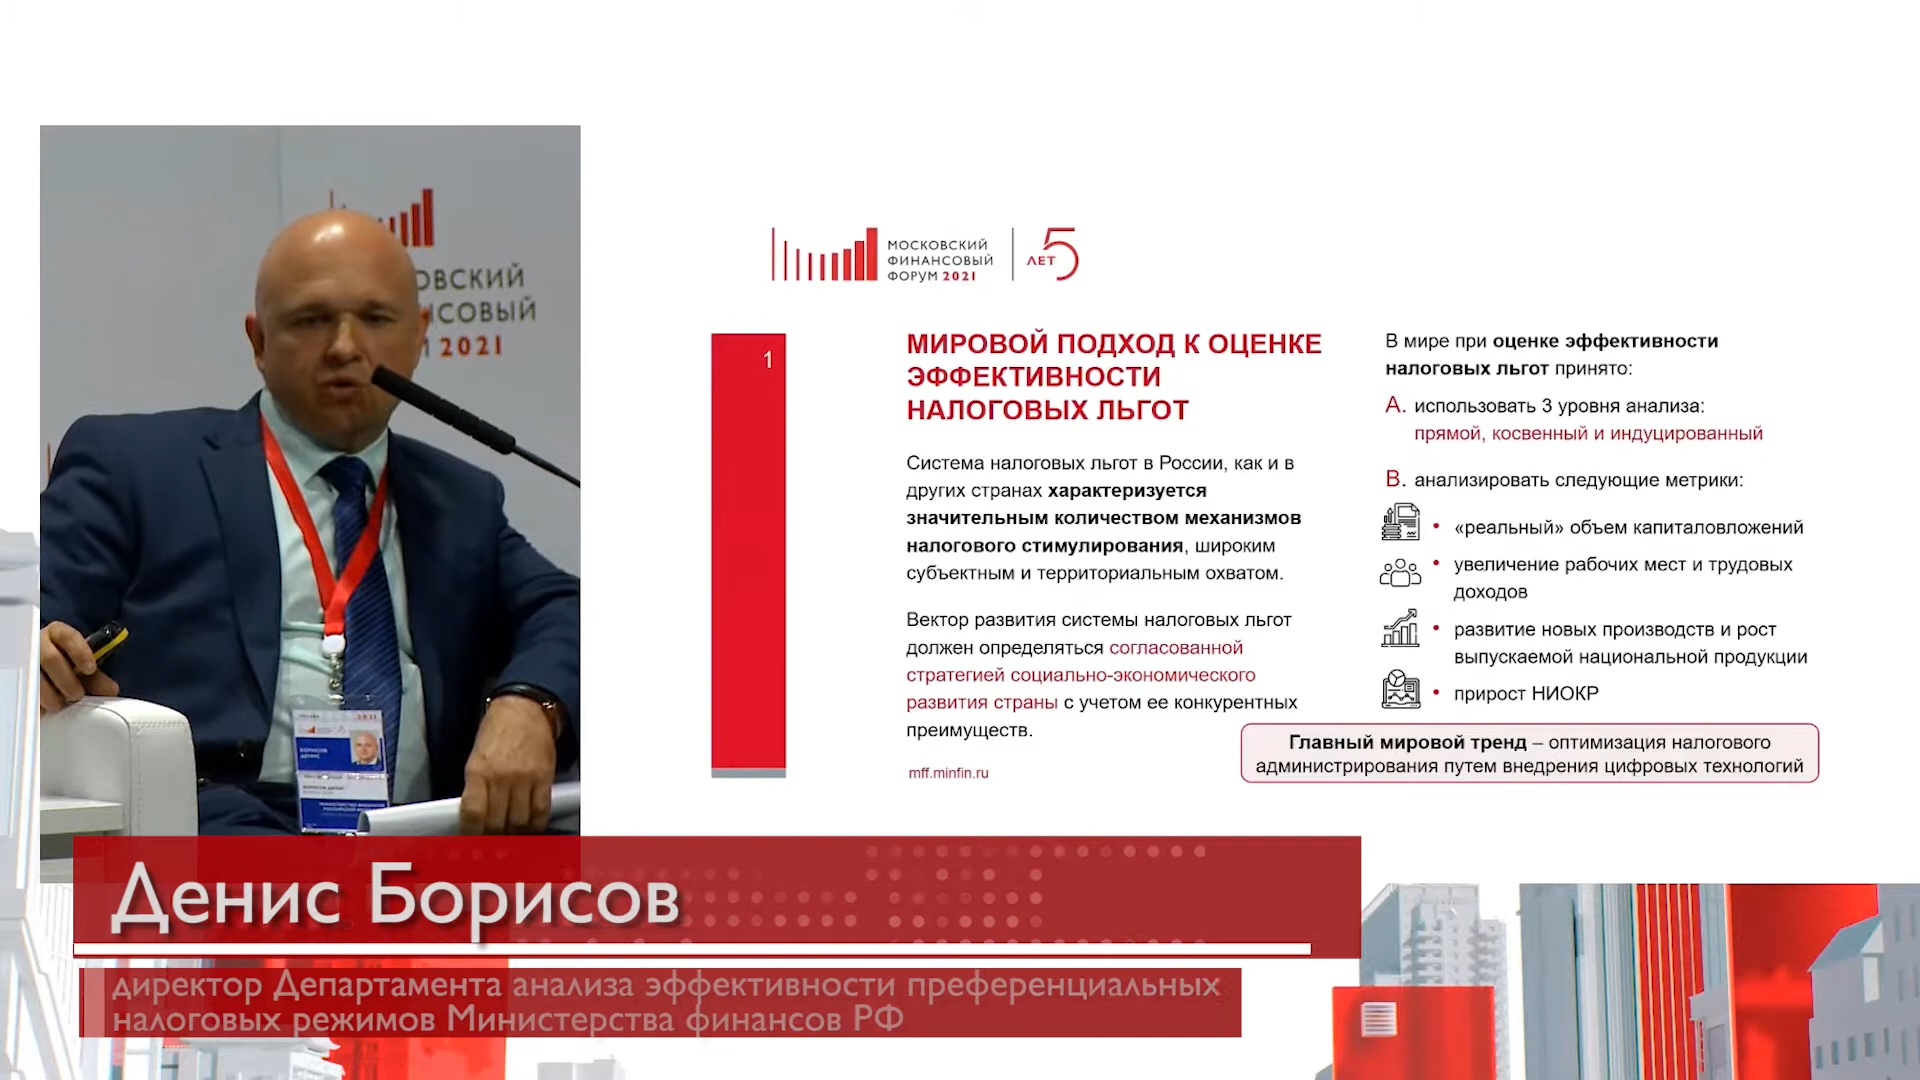 ОВСКИЙ
НСОВЫЙ
2021
БОРИСОВ
ДЕНИС
МОСКОВСКИЙ
ФИНАНСОВЫЙ
ФОРУМ 2021
5
ЛЕТ
1
МИРОВОЙ ПОДХОД К ОЦЕНКЕ
ЭФФЕКТИВНОСТИ
НАЛОГОВЫХ ЛЬГОТ
Система налоговых льгот в России, как и в
других странах характеризуется
значительным количеством механизмов
налогового стимулирования, широким
субъектным и территориальным охватом.
Вектор развития системы налоговых льгот
должен определяться согласованной
стратегией социально-экономического
развития страны с учетом ее конкурентных
преимуществ.
mff.minfin.ru
В мире при оценке эффективности
налоговых льгот принято:
A. использовать 3 уровня анализа:
прямой, косвенный и индуцированный
B. анализировать следующие метрики:
• «реальный» объем капиталовложений
• увеличение рабочих мест и трудовых
доходов
• развитие новых производств и рост
выпускаемой национальной продукции
• прирост НИОКР
Главный мировой тренд – оптимизация налогового
администрирования путем внедрения цифровых технологий
Денис Борисов
директор Департамента анализа эффективности преференциальных
налоговых режимов Министерства финансов РФ